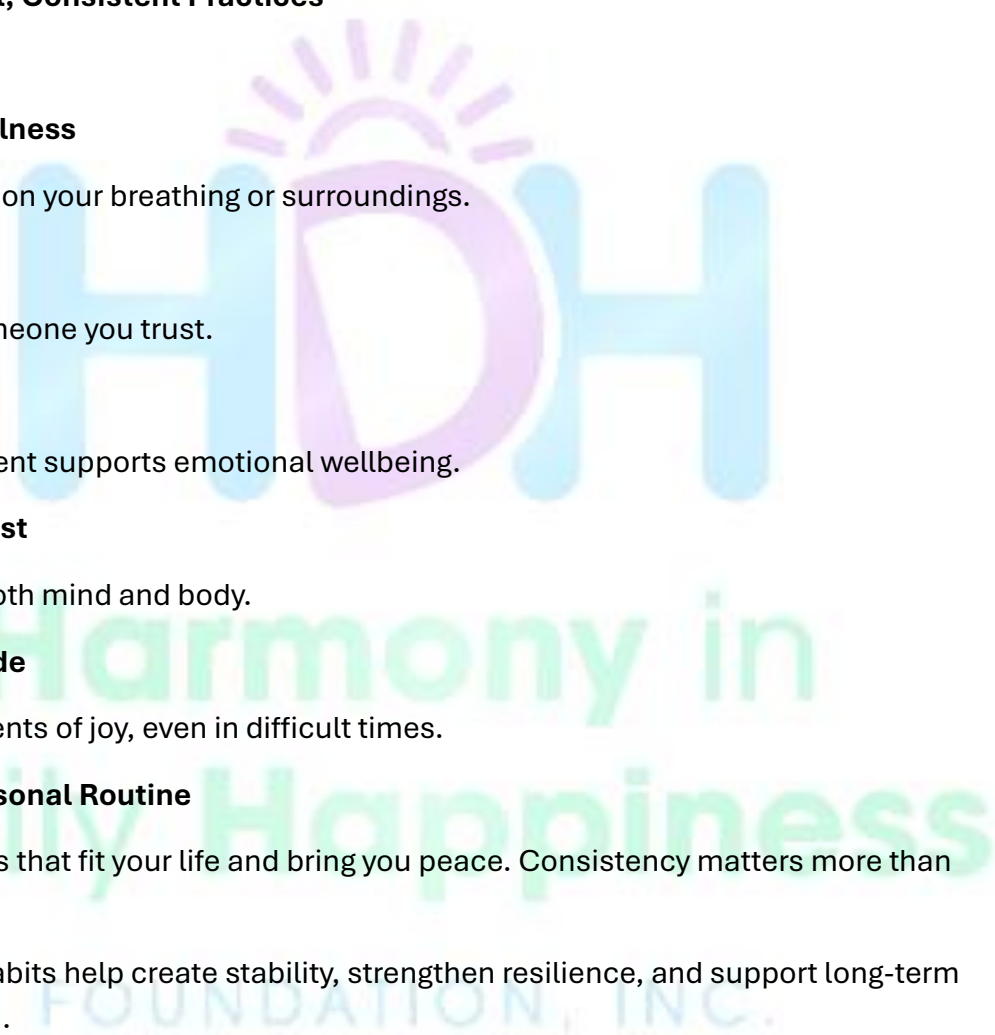 , Consistent Practices
lness
on your breathing or surroundings.
meone you trust.
ent supports emotional wellbeing.
st
oth mind and body.
de
ents of joy, even in difficult times.
sonal Routine
s that fit your life and bring you peace. Consistency matters more than
abits help create stability, strengthen resilience, and support long-term
.
HDH
Harmony in
ily Happiness
FOUNDATION, INC.